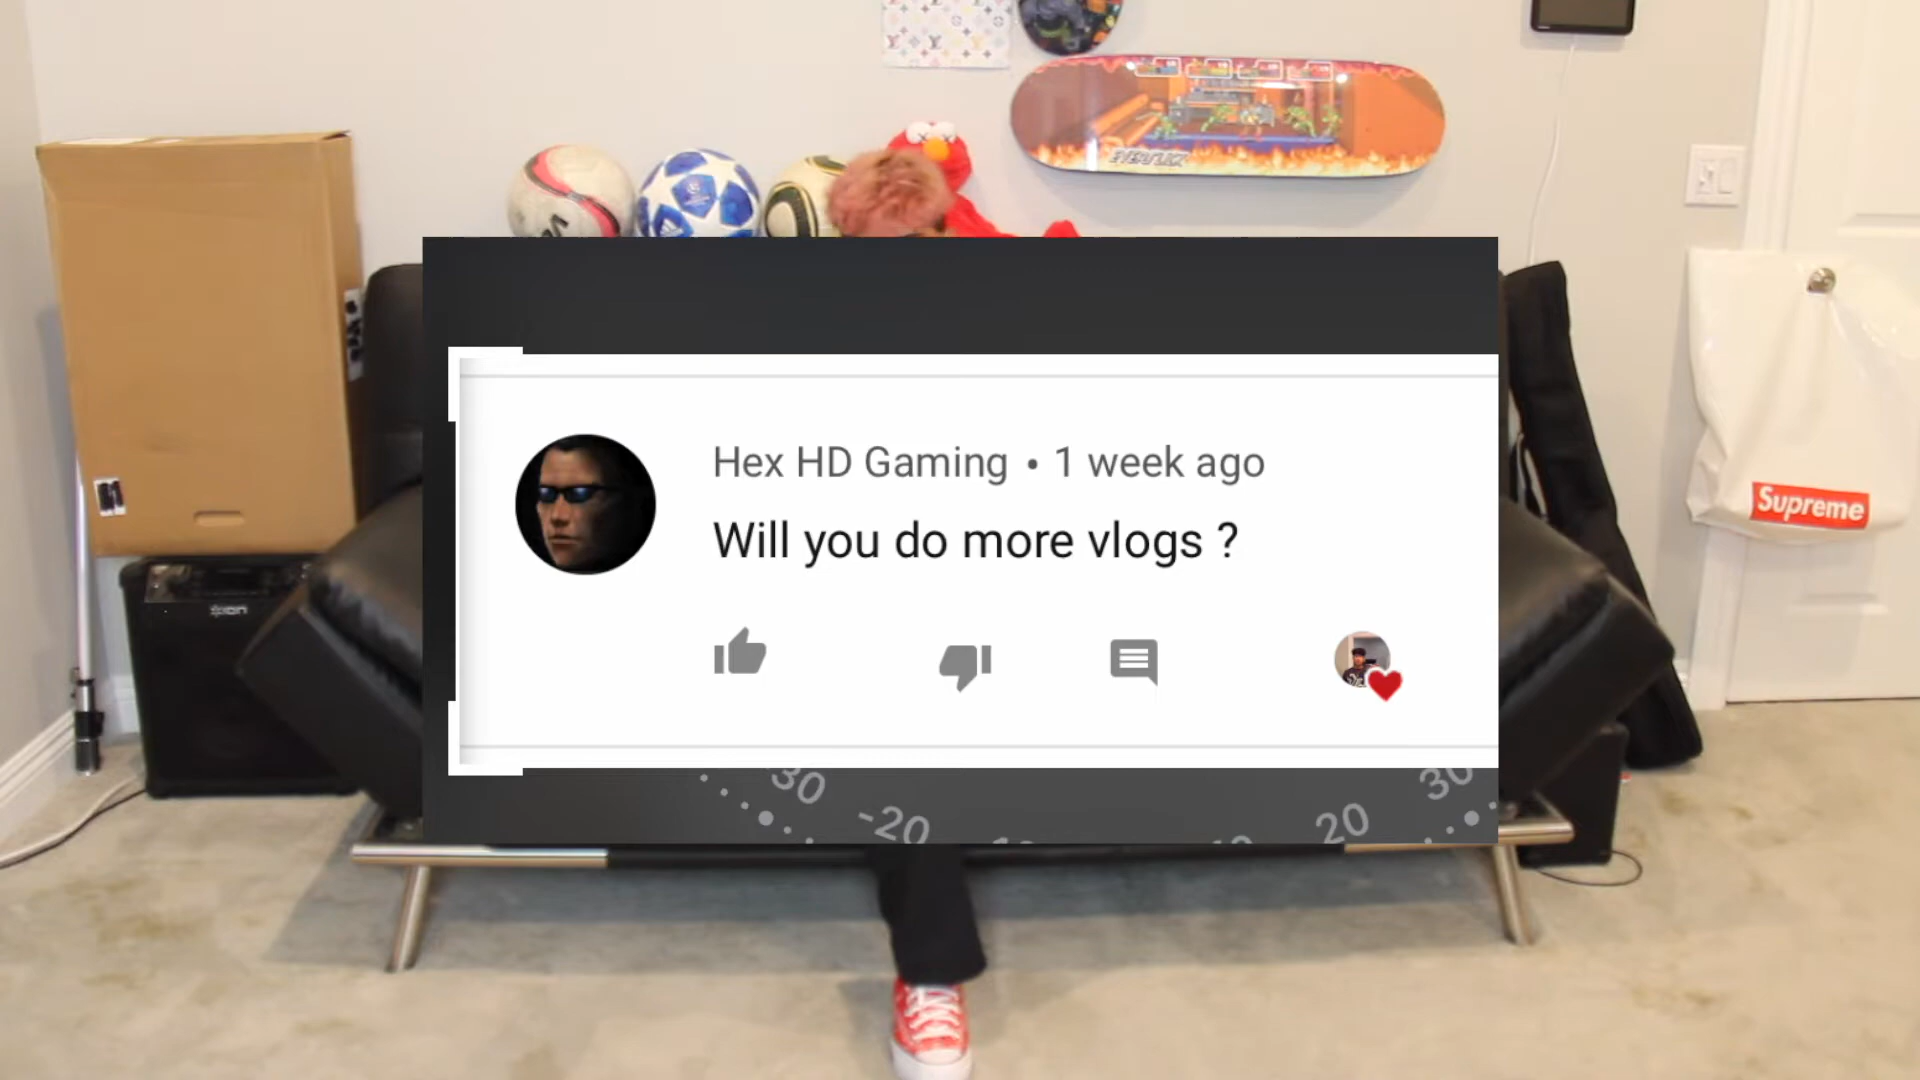 Hex HD Gaming • 1 week ago
Will you do more vlogs ?
Supreme
ION
30
-20
20
30